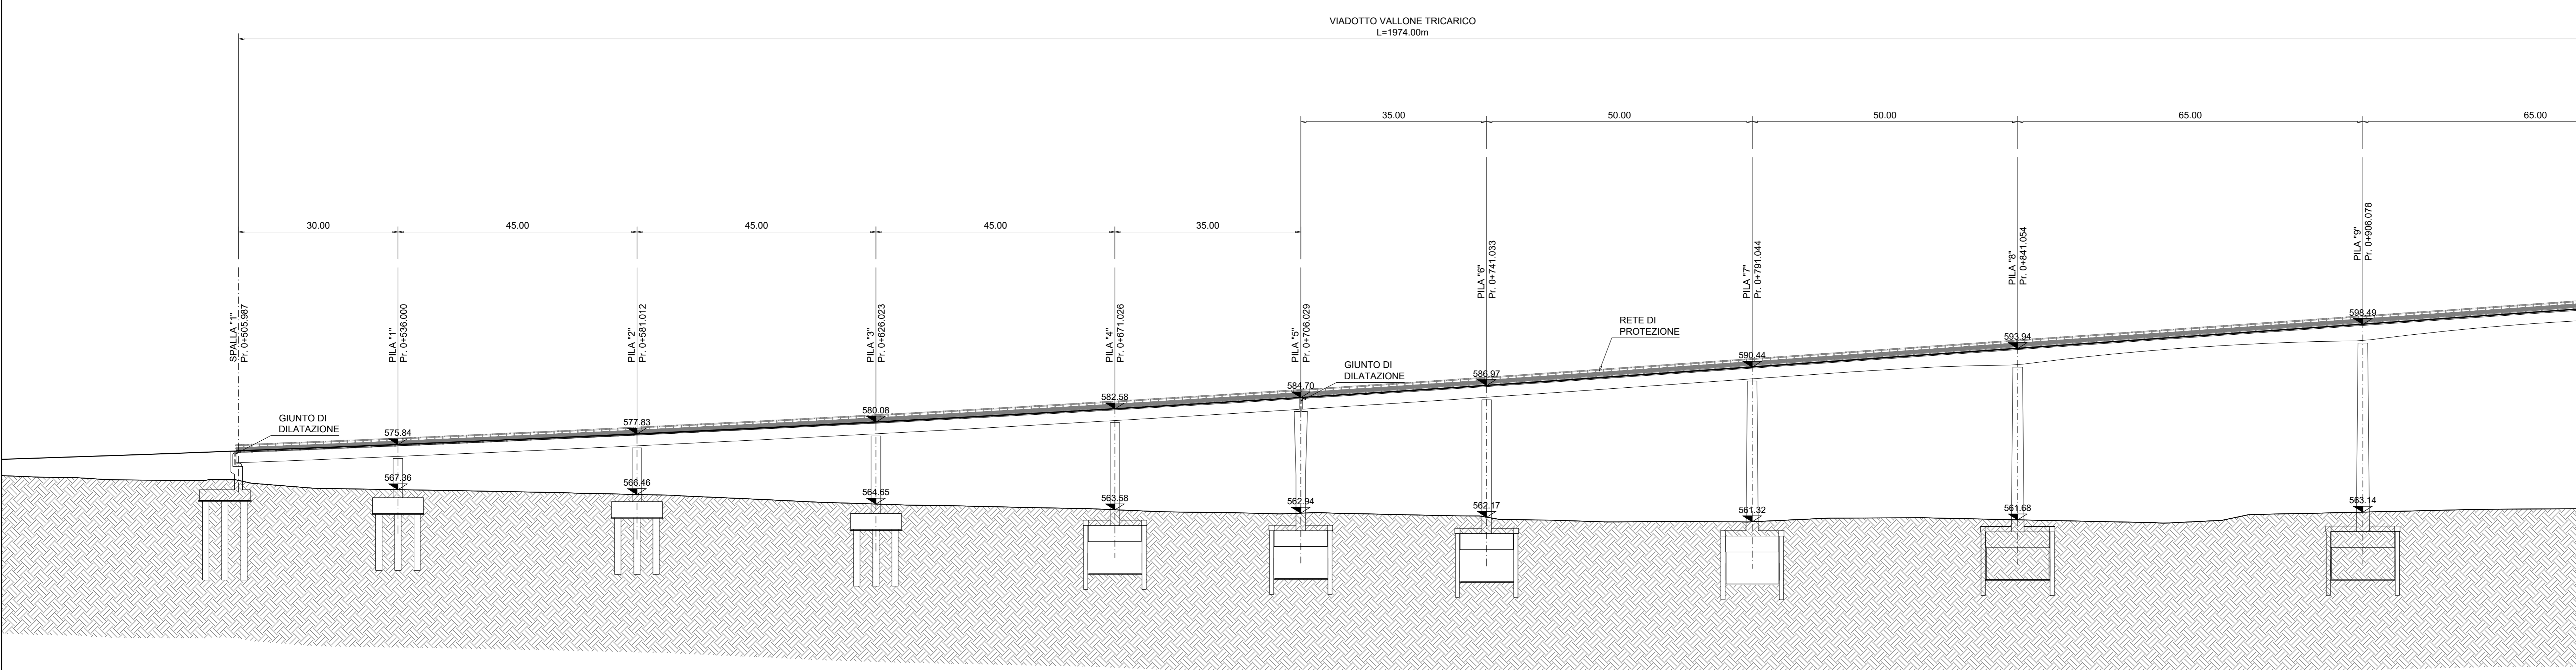 VIADOTTO VALLONE TRICARICO
L=1974.00m
35.00
50.00
50.00
65.00
65.00
30.00
45.00
45.00
45.00
35.00
SPALLA "1"
Pr. 0+505.987
PILA "1"
Pr. 0+536.000
PILA "2"
Pr. 0+581.012
PILA "3"
Pr. 0+626.023
PILA "4"
Pr. 0+671.026
PILA "5"
Pr. 0+706.029
PILA "6"
Pr. 0+741.033
PILA "7"
Pr. 0+791.044
PILA "8"
Pr. 0+841.054
PILA "9"
Pr. 0+906.078
GIUNTO DI
DILATAZIONE
GIUNTO DI
DILATAZIONE
RETE DI
PROTEZIONE
575.84
577.83
580.08
582.58
584.70
586.97
590.44
593.94
598.49
567.36
566.46
564.65
563.58
562.94
562.17
561.32
561.68
563.14